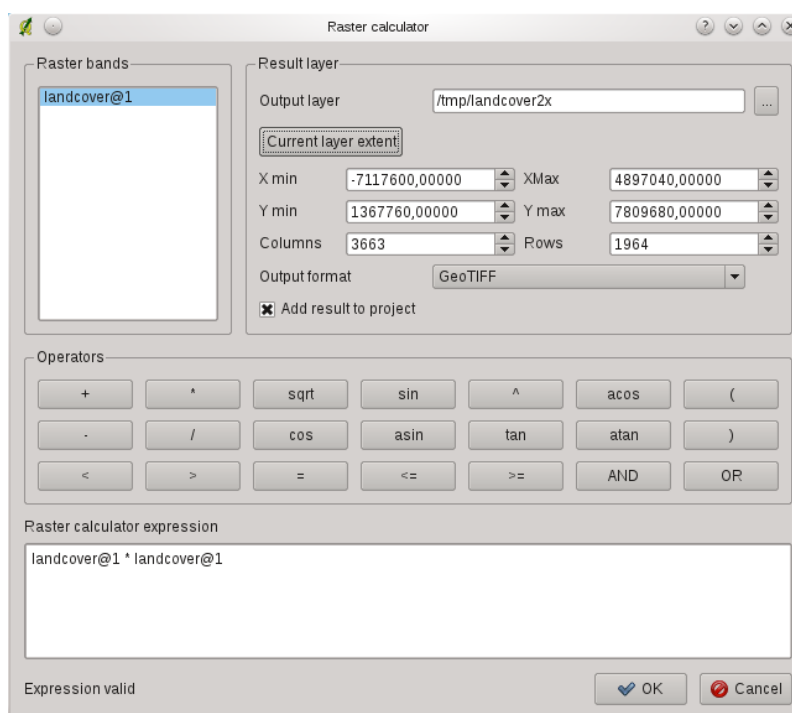 Raster calculator
Raster bands
landcover@1
Result layer
Output layer /tmp/landcover2x ...
Current layer extent
X min -7117600,00000 XMax 4897040,00000
Y min 1367760,00000 Y max 7809680,00000
Columns 3663 Rows 1964
Output format GeoTIFF
Add result to project
Operators
+ * sqrt sin ^ acos (
- / cos asin tan atan )
< > = <= >= AND OR
Raster calculator expression
landcover@1 * landcover@1
Expression valid OK Cancel